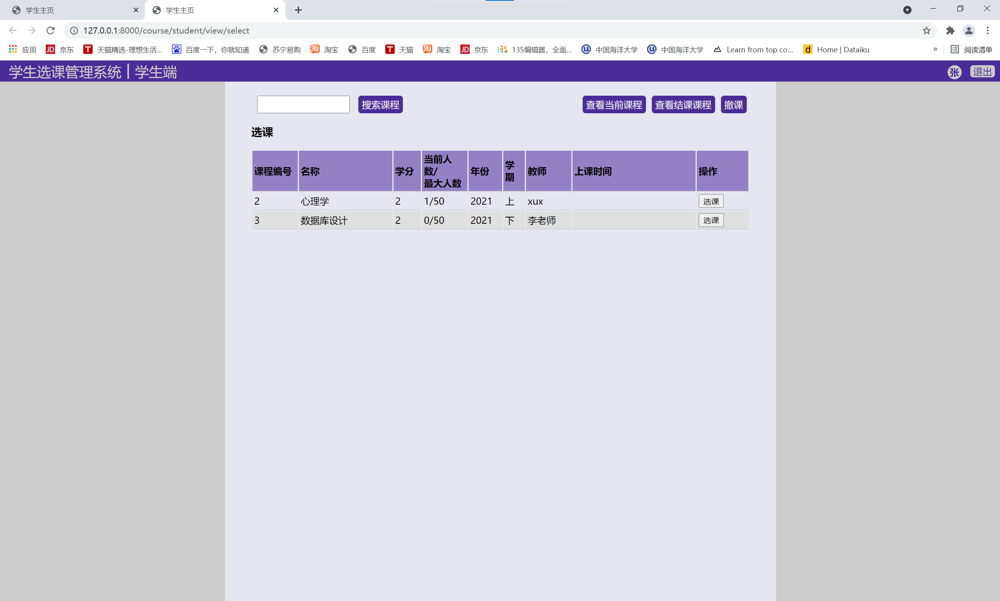 学生主页 学生主页
127.0.0.1:8000/course/student/view/select
应用 京东 天猫精选-理想生活... 百度一下，你就知道 苏宁易购 淘宝 百度 天猫 淘宝 京东 135编辑器，全面... 中国海洋大学 中国海洋大学 Learn from top co... Home | Dataiku » 阅读清单
学生选课管理系统 | 学生端 张 退出
搜索课程 查看当前课程 查看结课课程 撤课
选课
课程编号 名称 学分 当前人数/最大人数 年份 学期 教师 上课时间 操作
2 心理学 2 1/50 2021 上 xux 选课
3 数据库设计 2 0/50 2021 下 李老师 选课